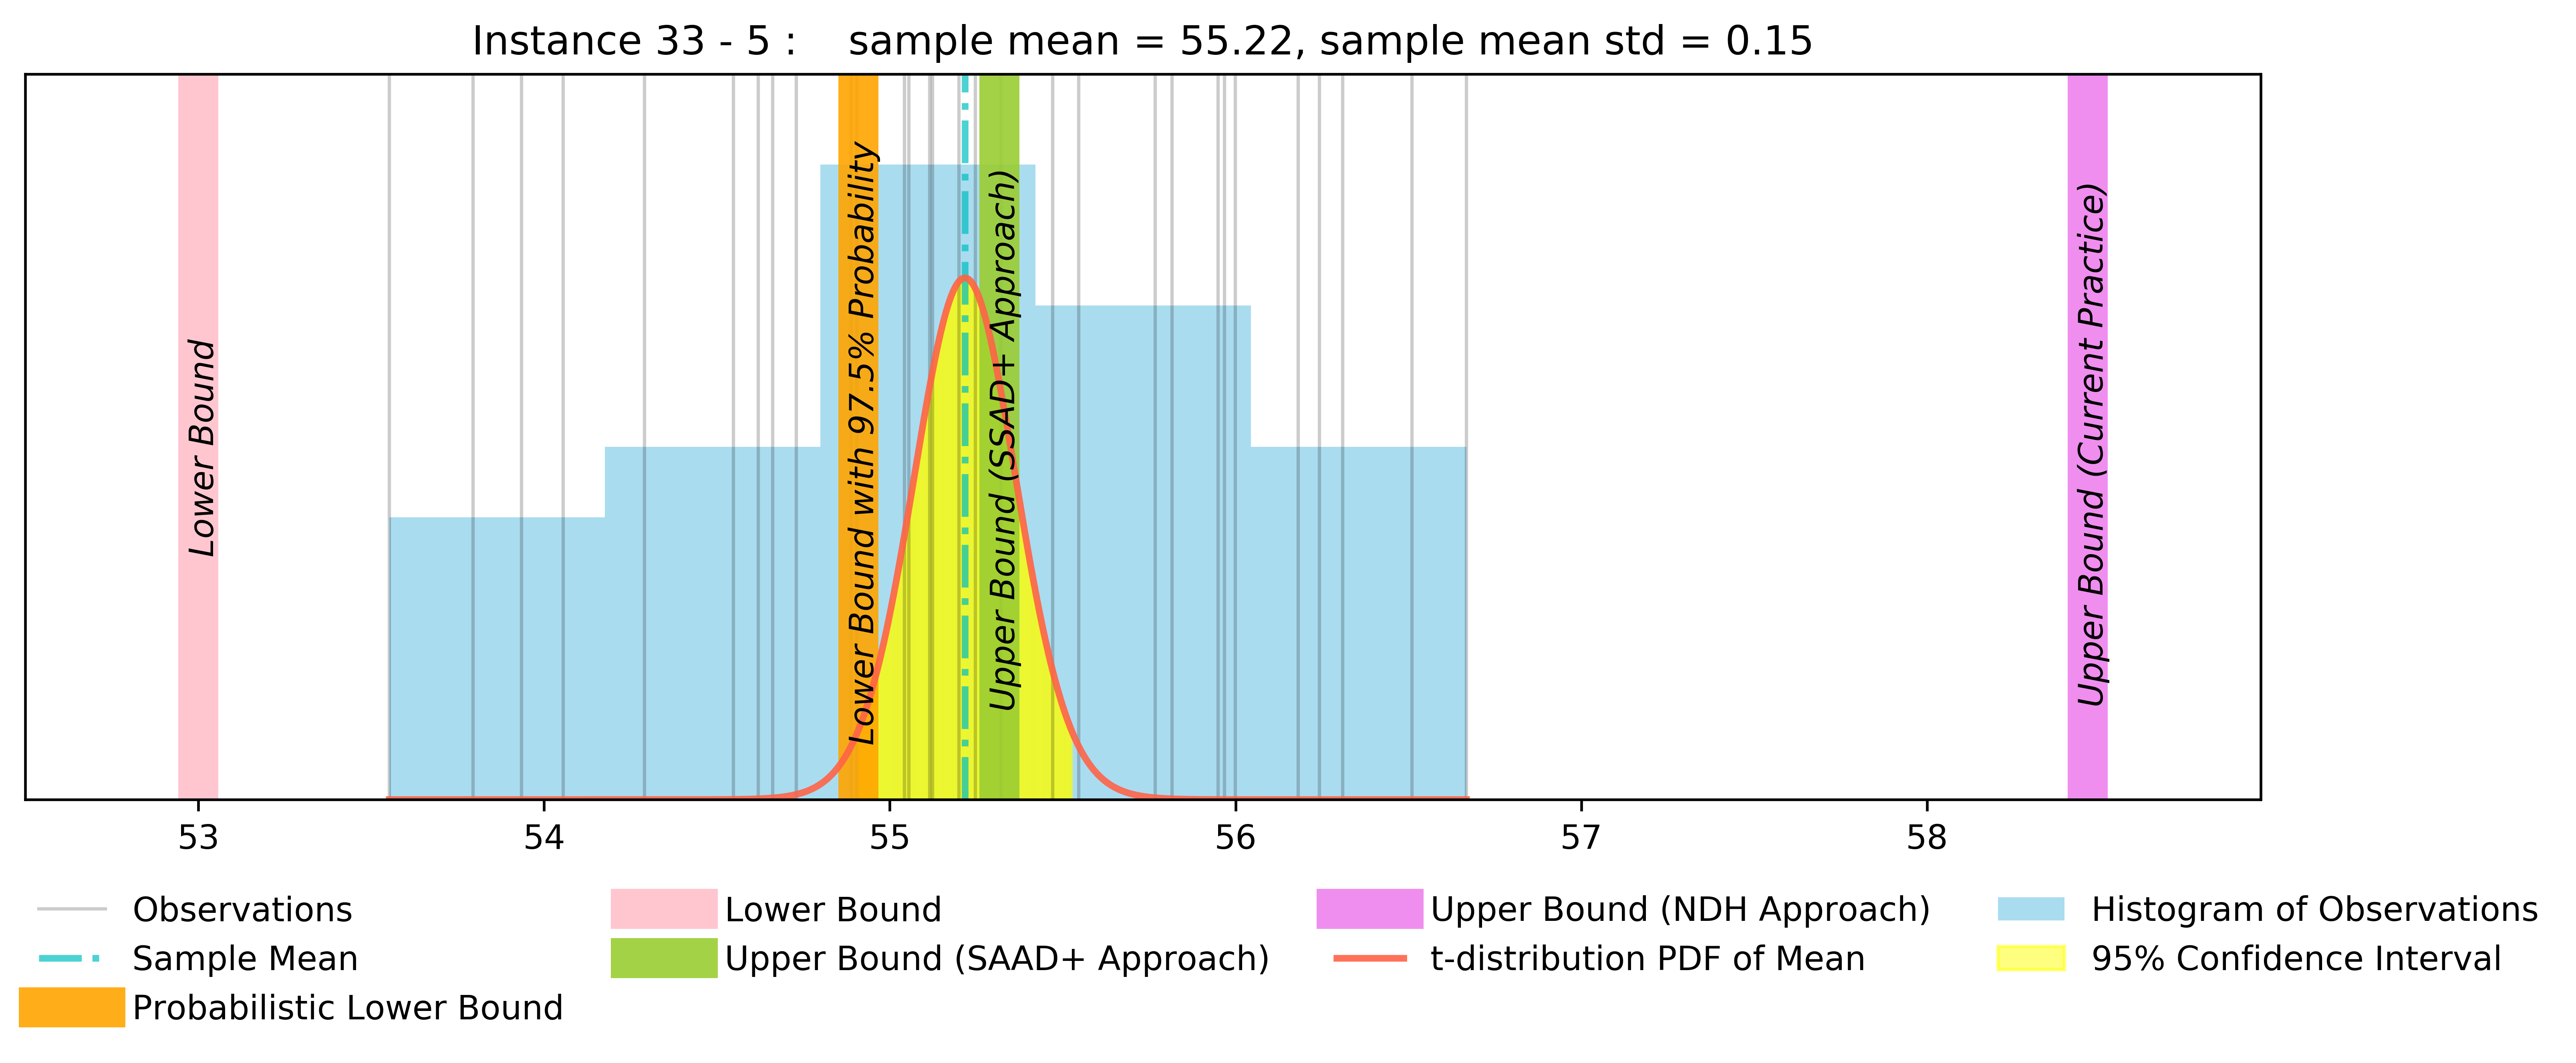 Instance 33 - 5 :    sample mean = 55.22, sample mean std = 0.15
Lower Bound
Lower Bound with 97.5% Probability
Upper Bound (SSAD+ Approach)
Upper Bound (Current Practice)
53 54 55 56 57 58
Observations
Sample Mean
Probabilistic Lower Bound
Lower Bound
Upper Bound (SAAD+ Approach)
Upper Bound (NDH Approach)
t-distribution PDF of Mean
Histogram of Observations
95% Confidence Interval